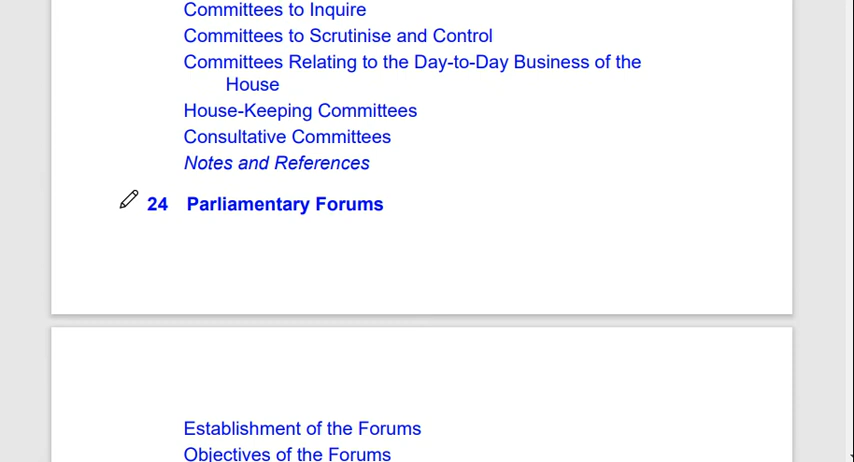 Committees to Inquire
Committees to Scrutinise and Control
Committees Relating to the Day-to-Day Business of the
House
House-Keeping Committees
Consultative Committees
Notes and References
24 Parliamentary Forums
Establishment of the Forums
Objectives of the Forums